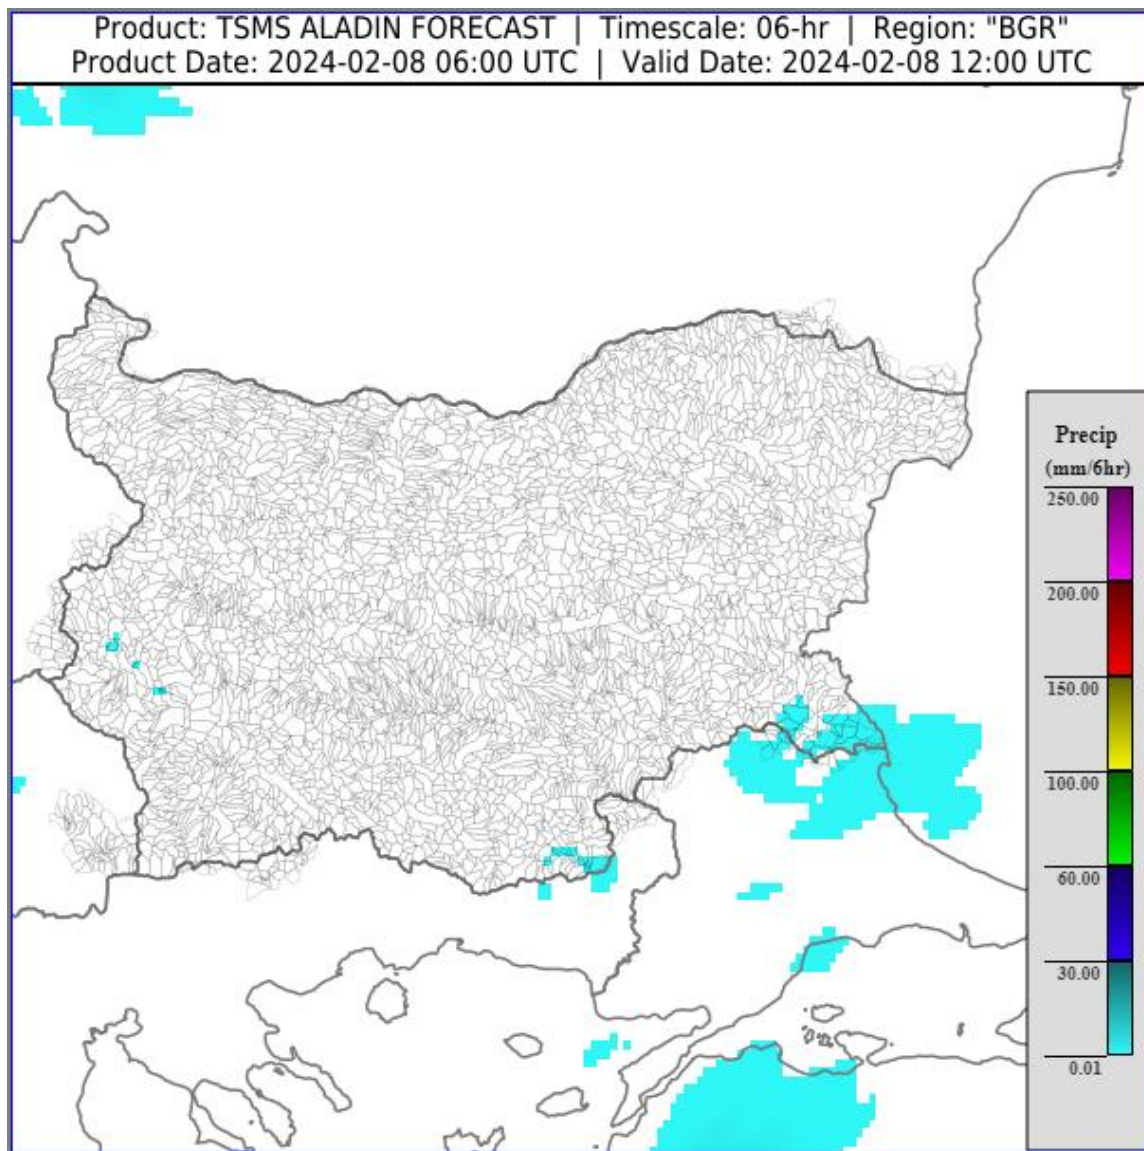 Product: TSMS ALADIN FORECAST | Timescale: 06-hr | Region: "BGR"
Product Date: 2024-02-08 06:00 UTC | Valid Date: 2024-02-08 12:00 UTC
Precip
(mm/6hr)
250.00
200.00
150.00
100.00
60.00
30.00
0.01